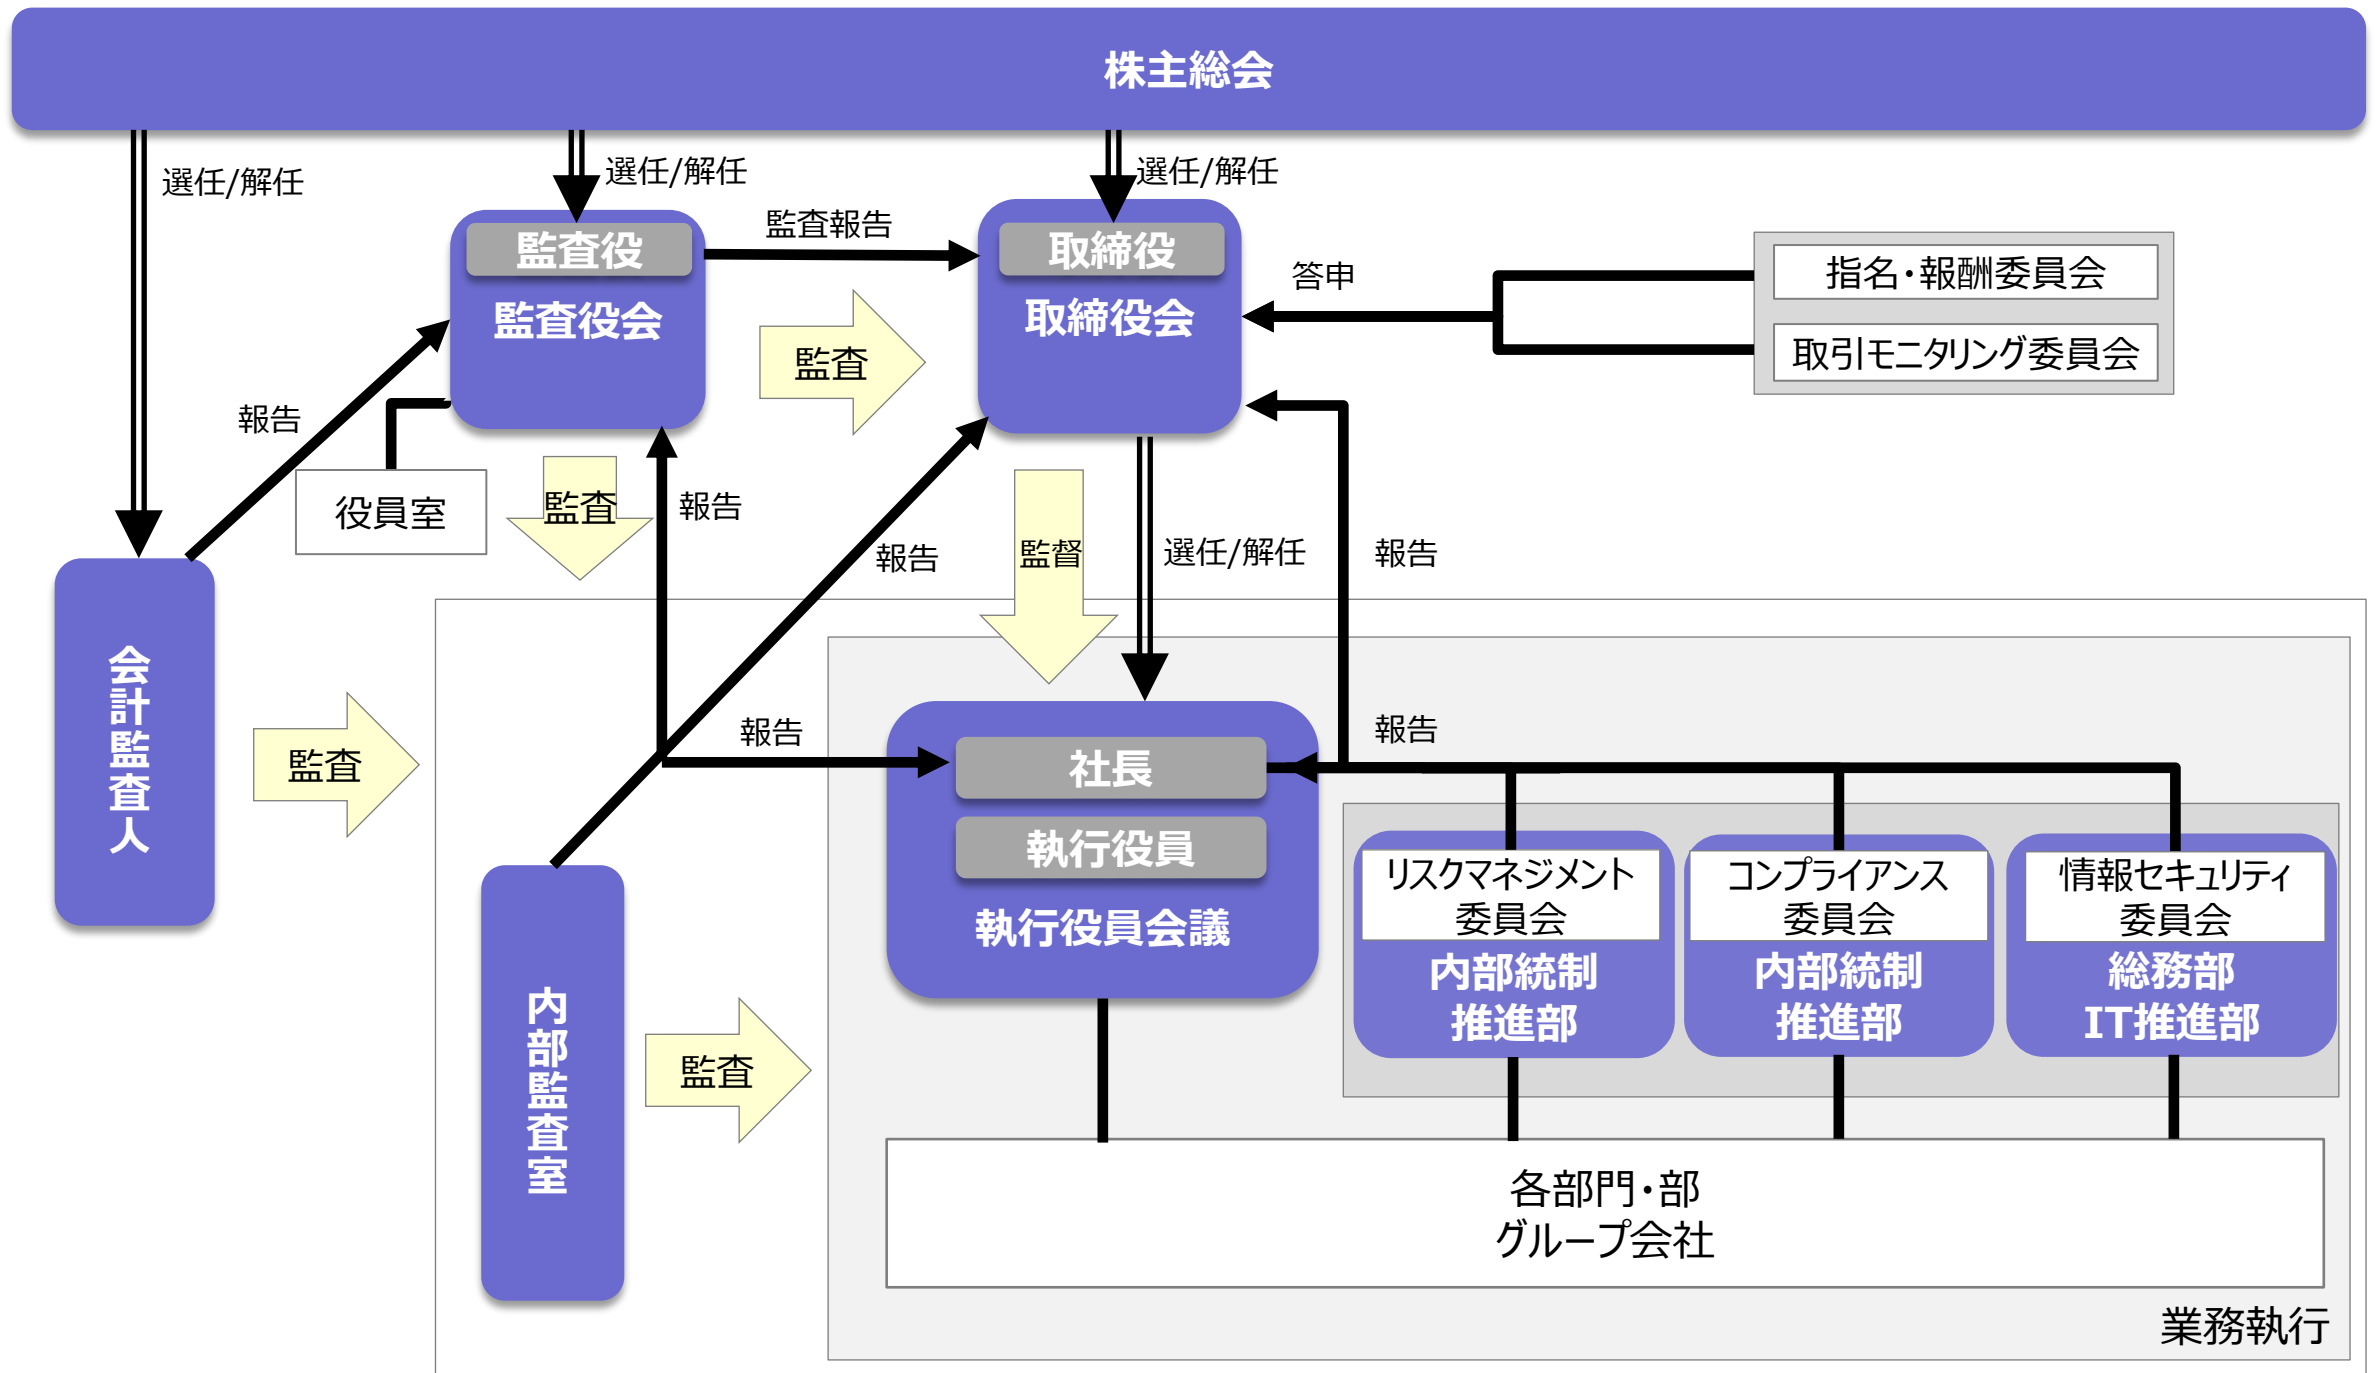 株主総会
選任/解任
選任/解任
選任/解任
監査役
監査役会
監査報告
取締役
取締役会
答申
指名・報酬委員会
取引モニタリング委員会
監査
報告
役員室
監査
報告
報告
監督
選任/解任
報告
会計監査人
監査
報告
報告
社長
執行役員
執行役員会議
リスクマネジメント
委員会
内部統制
推進部
コンプライアンス
委員会
内部統制
推進部
情報セキュリティ
委員会
総務部
IT推進部
内部監査室
監査
各部門・部
グループ会社
業務執行